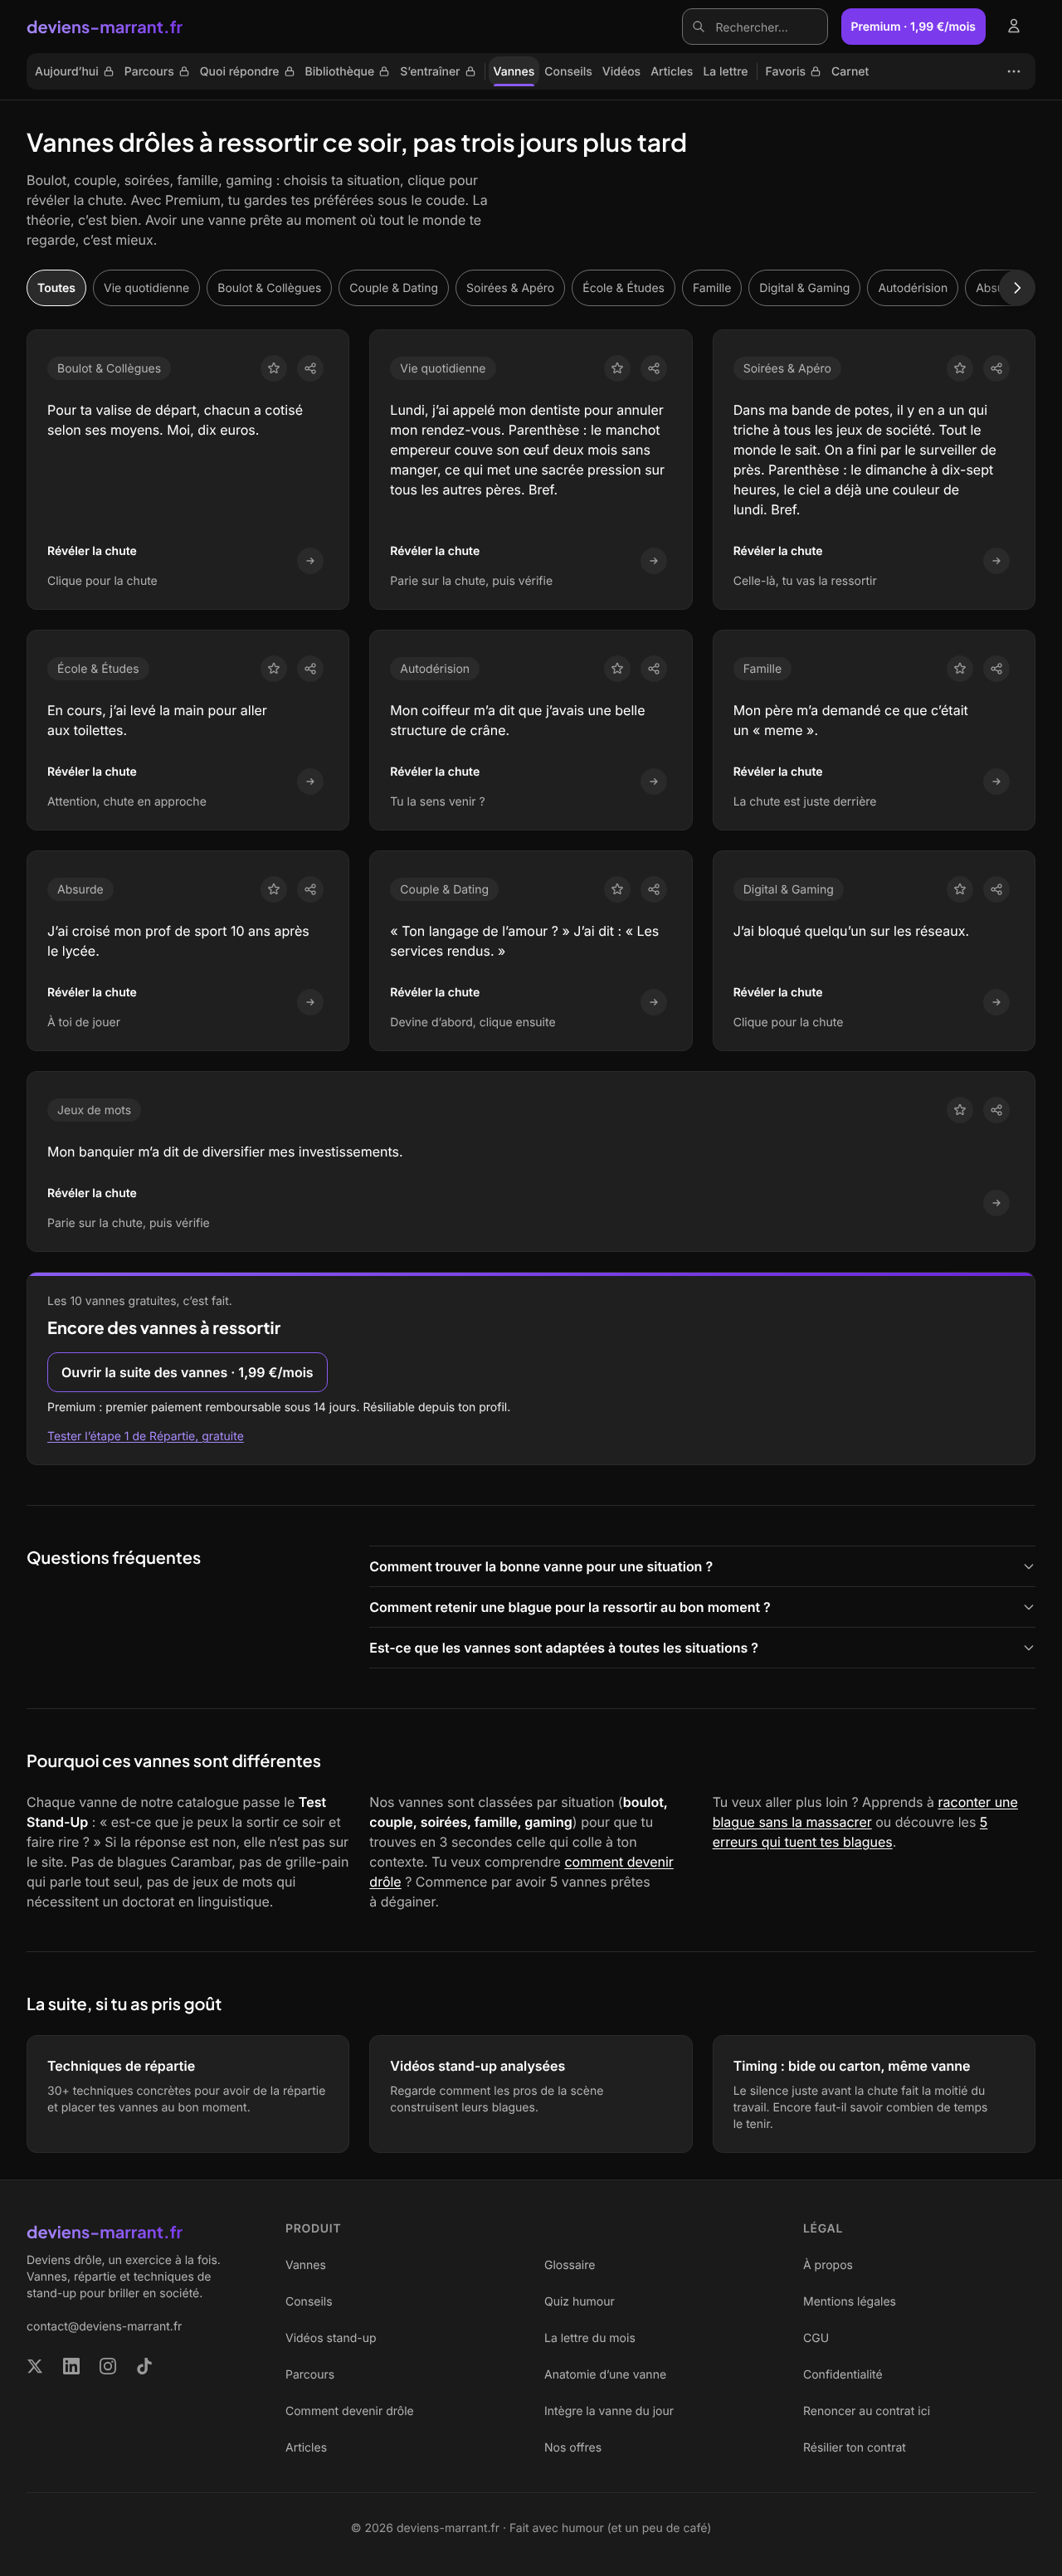 deviens-marrant.fr
Rechercher...
Premium · 1,99 €/mois
Aujourd’hui Parcours Quoi répondre Bibliothèque S’entraîner Vannes Conseils Vidéos Articles La lettre Favoris Carnet
Vannes drôles à ressortir ce soir, pas trois jours plus tard
Boulot, couple, soirées, famille, gaming : choisis ta situation, clique pour
révéler la chute. Avec Premium, tu gardes tes préférées sous le coude. La
théorie, c’est bien. Avoir une vanne prête au moment où tout le monde te
regarde, c’est mieux.
Toutes Vie quotidienne Boulot & Collègues Couple & Dating Soirées & Apéro École & Études Famille Digital & Gaming Autodérision Absu
Boulot & Collègues
Pour ta valise de départ, chacun a cotisé
selon ses moyens. Moi, dix euros.
Révéler la chute
Clique pour la chute
Vie quotidienne
Lundi, j’ai appelé mon dentiste pour annuler
mon rendez-vous. Parenthèse : le manchot
empereur couve son œuf deux mois sans
manger, ce qui met une sacrée pression sur
tous les autres pères. Bref.
Révéler la chute
Parie sur la chute, puis vérifie
Soirées & Apéro
Dans ma bande de potes, il y en a un qui
triche à tous les jeux de société. Tout le
monde le sait. On a fini par le surveiller de
près. Parenthèse : le dimanche à dix-sept
heures, le ciel a déjà une couleur de
lundi. Bref.
Révéler la chute
Celle-là, tu vas la ressortir
École & Études
En cours, j’ai levé la main pour aller
aux toilettes.
Révéler la chute
Attention, chute en approche
Autodérision
Mon coiffeur m’a dit que j’avais une belle
structure de crâne.
Révéler la chute
Tu la sens venir ?
Famille
Mon père m’a demandé ce que c’était
un « meme ».
Révéler la chute
La chute est juste derrière
Absurde
J’ai croisé mon prof de sport 10 ans après
le lycée.
Révéler la chute
À toi de jouer
Couple & Dating
« Ton langage de l’amour ? » J’ai dit : « Les
services rendus. »
Révéler la chute
Devine d’abord, clique ensuite
Digital & Gaming
J’ai bloqué quelqu’un sur les réseaux.
Révéler la chute
Clique pour la chute
Jeux de mots
Mon banquier m’a dit de diversifier mes investissements.
Révéler la chute
Parie sur la chute, puis vérifie
Les 10 vannes gratuites, c’est fait.
Encore des vannes à ressortir
Ouvrir la suite des vannes · 1,99 €/mois
Premium : premier paiement remboursable sous 14 jours. Résiliable depuis ton profil.
Tester l’étape 1 de Répartie, gratuite
Questions fréquentes
Comment trouver la bonne vanne pour une situation ?
Comment retenir une blague pour la ressortir au bon moment ?
Est-ce que les vannes sont adaptées à toutes les situations ?
Pourquoi ces vannes sont différentes
Chaque vanne de notre catalogue passe le Test
Stand-Up : « est-ce que je peux la sortir ce soir et
faire rire ? » Si la réponse est non, elle n’est pas sur
le site. Pas de blagues Carambar, pas de grille-pain
qui parle tout seul, pas de jeux de mots qui
nécessitent un doctorat en linguistique.
Nos vannes sont classées par situation (boulot,
couple, soirées, famille, gaming) pour que tu
trouves en 3 secondes celle qui colle à ton
contexte. Tu veux comprendre comment devenir
drôle ? Commence par avoir 5 vannes prêtes
à dégainer.
Tu veux aller plus loin ? Apprends à raconter une
blague sans la massacrer ou découvre les 5
erreurs qui tuent tes blagues.
La suite, si tu as pris goût
Techniques de répartie
30+ techniques concrètes pour avoir de la répartie
et placer tes vannes au bon moment.
Vidéos stand-up analysées
Regarde comment les pros de la scène
construisent leurs blagues.
Timing : bide ou carton, même vanne
Le silence juste avant la chute fait la moitié du
travail. Encore faut-il savoir combien de temps
le tenir.
deviens-marrant.fr
Deviens drôle, un exercice à la fois.
Vannes, répartie et techniques de
stand-up pour briller en société.
contact@deviens-marrant.fr
PRODUIT
Vannes
Conseils
Vidéos stand-up
Parcours
Comment devenir drôle
Articles
Glossaire
Quiz humour
La lettre du mois
Anatomie d’une vanne
Intègre la vanne du jour
Nos offres
LÉGAL
À propos
Mentions légales
CGU
Confidentialité
Renoncer au contrat ici
Résilier ton contrat
© 2026 deviens-marrant.fr · Fait avec humour (et un peu de café)